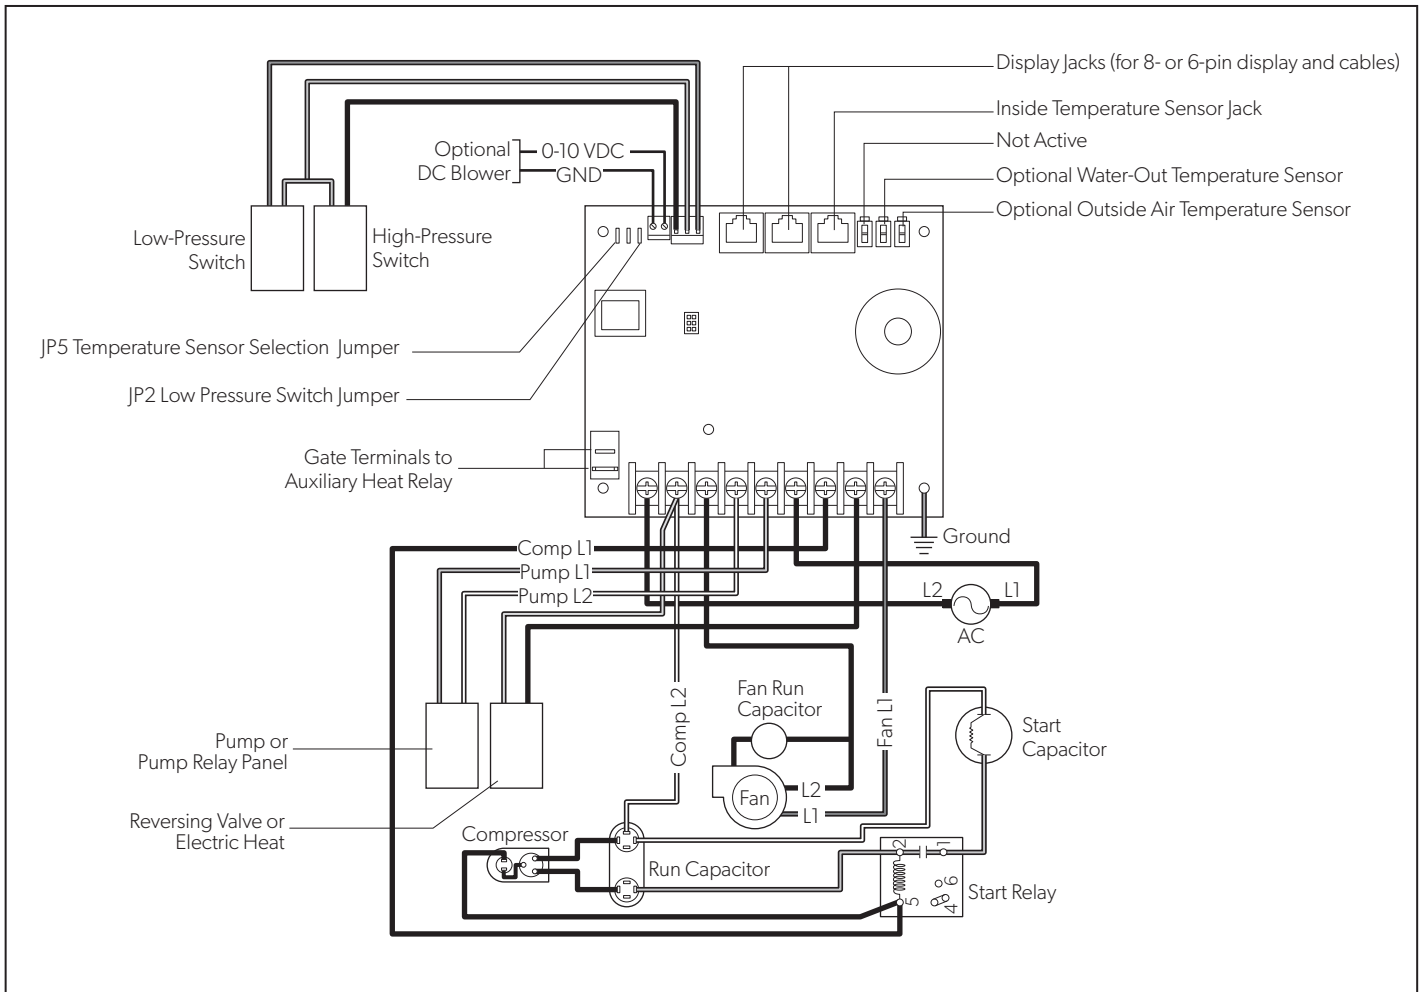 Display Jacks (for 8- or 6-pin display and cables)
Inside Temperature Sensor Jack
Not Active
Optional Water-Out Temperature Sensor
Optional Outside Air Temperature Sensor
Optional
DC Blower
0-10 VDC
GND
Low-Pressure
Switch
High-Pressure
Switch
JP5 Temperature Sensor Selection Jumper
JP2 Low Pressure Switch Jumper
Gate Terminals to
Auxiliary Heat Relay
Ground
Comp L1
Pump L1
Pump L2
L2
L1
AC
Comp L2
Fan Run
Capacitor
Fan L1
Start
Capacitor
Pump or
Pump Relay Panel
Fan
L2
L1
Reversing Valve or
Electric Heat
Compressor
Run Capacitor
2
1
5
6
4
Start Relay